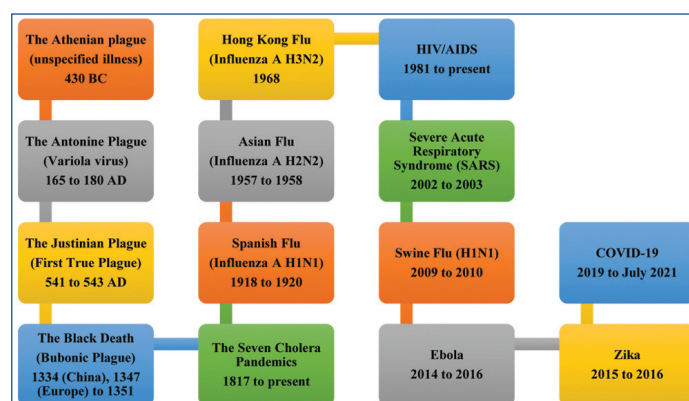 The Athenian plague
(unspecified illness)
430 BC
The Antonine Plague
(Variola virus)
165 to 180 AD
The Justinian Plague
(First True Plague)
541 to 543 AD
The Black Death
(Bubonic Plague)
1334 (China), 1347
(Europe) to 1351
The Seven Cholera
Pandemics
1817 to present
Spanish Flu
(Influenza A H1N1)
1918 to 1920
Asian Flu
(Influenza A H2N2)
1957 to 1958
Hong Kong Flu
(Influenza A H3N2)
1968
HIV/AIDS
1981 to present
Severe Acute
Respiratory
Syndrome (SARS)
2002 to 2003
Swine Flu (H1N1)
2009 to 2010
Ebola
2014 to 2016
Zika
2015 to 2016
COVID-19
2019 to July 2021